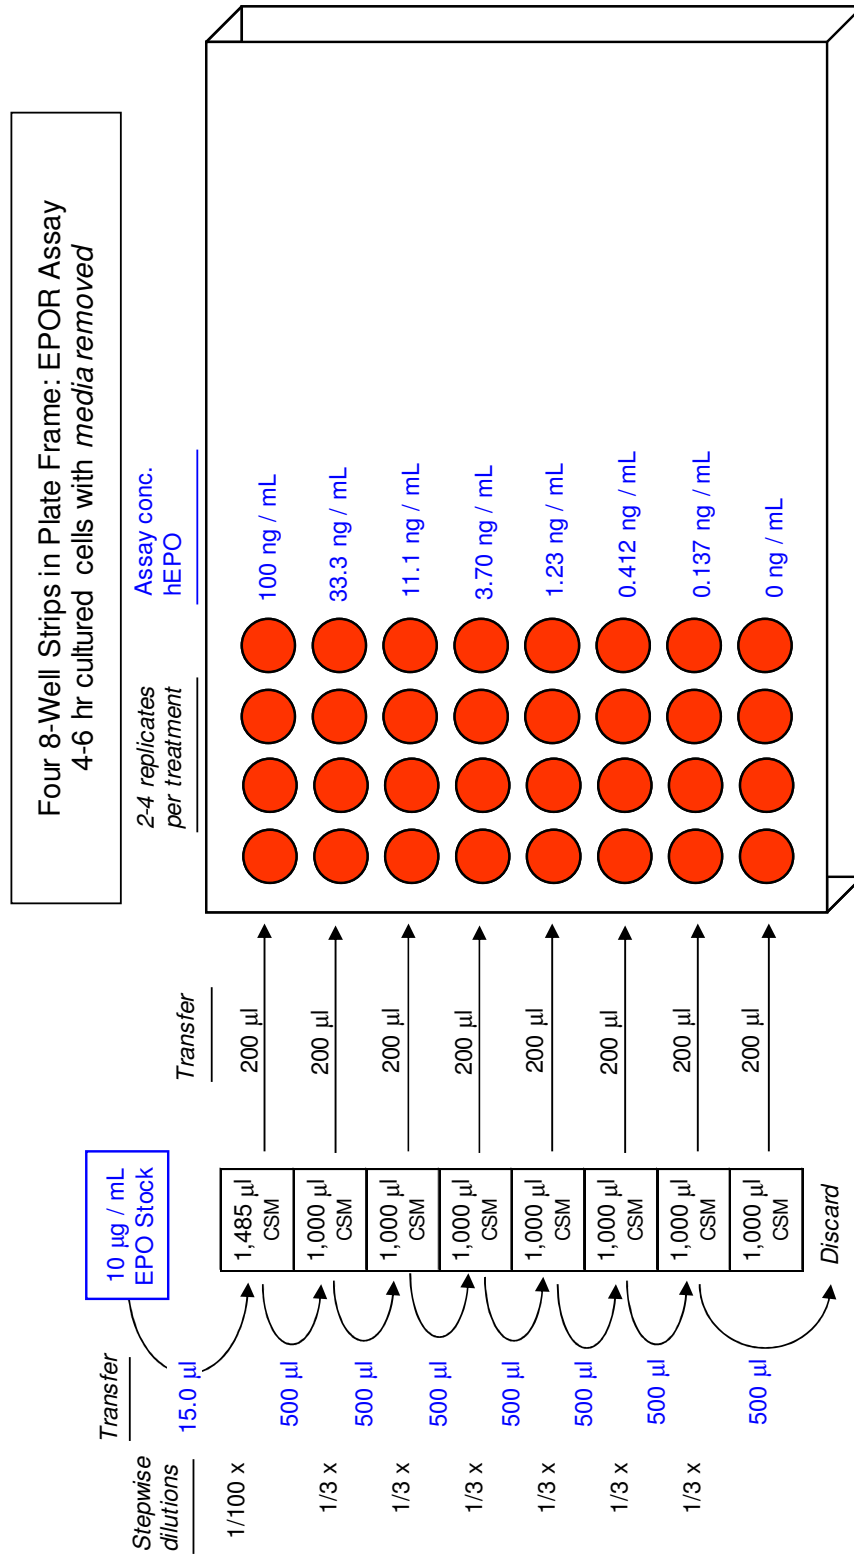 Four 8-Well Strips in Plate Frame: EPOR Assay
4-6 hr cultured cells with media removed
Stepwise
dilutions
Transfer
10 µg / mL
EPO Stock
Transfer
2-4 replicates
per treatment
Assay conc.
hEPO
1/100 x
15.0 µl
1,485 µl
CSM
200 µl
100 ng / mL
1/3 x
500 µl
1,000 µl
CSM
200 µl
33.3 ng / mL
1/3 x
500 µl
1,000 µl
CSM
200 µl
11.1 ng / mL
1/3 x
500 µl
1,000 µl
CSM
200 µl
3.70 ng / mL
1/3 x
500 µl
1,000 µl
CSM
200 µl
1.23 ng / mL
1/3 x
500 µl
1,000 µl
CSM
200 µl
0.412 ng / mL
1/3 x
500 µl
1,000 µl
CSM
200 µl
0.137 ng / mL
500 µl
1,000 µl
CSM
200 µl
0 ng / mL
Discard